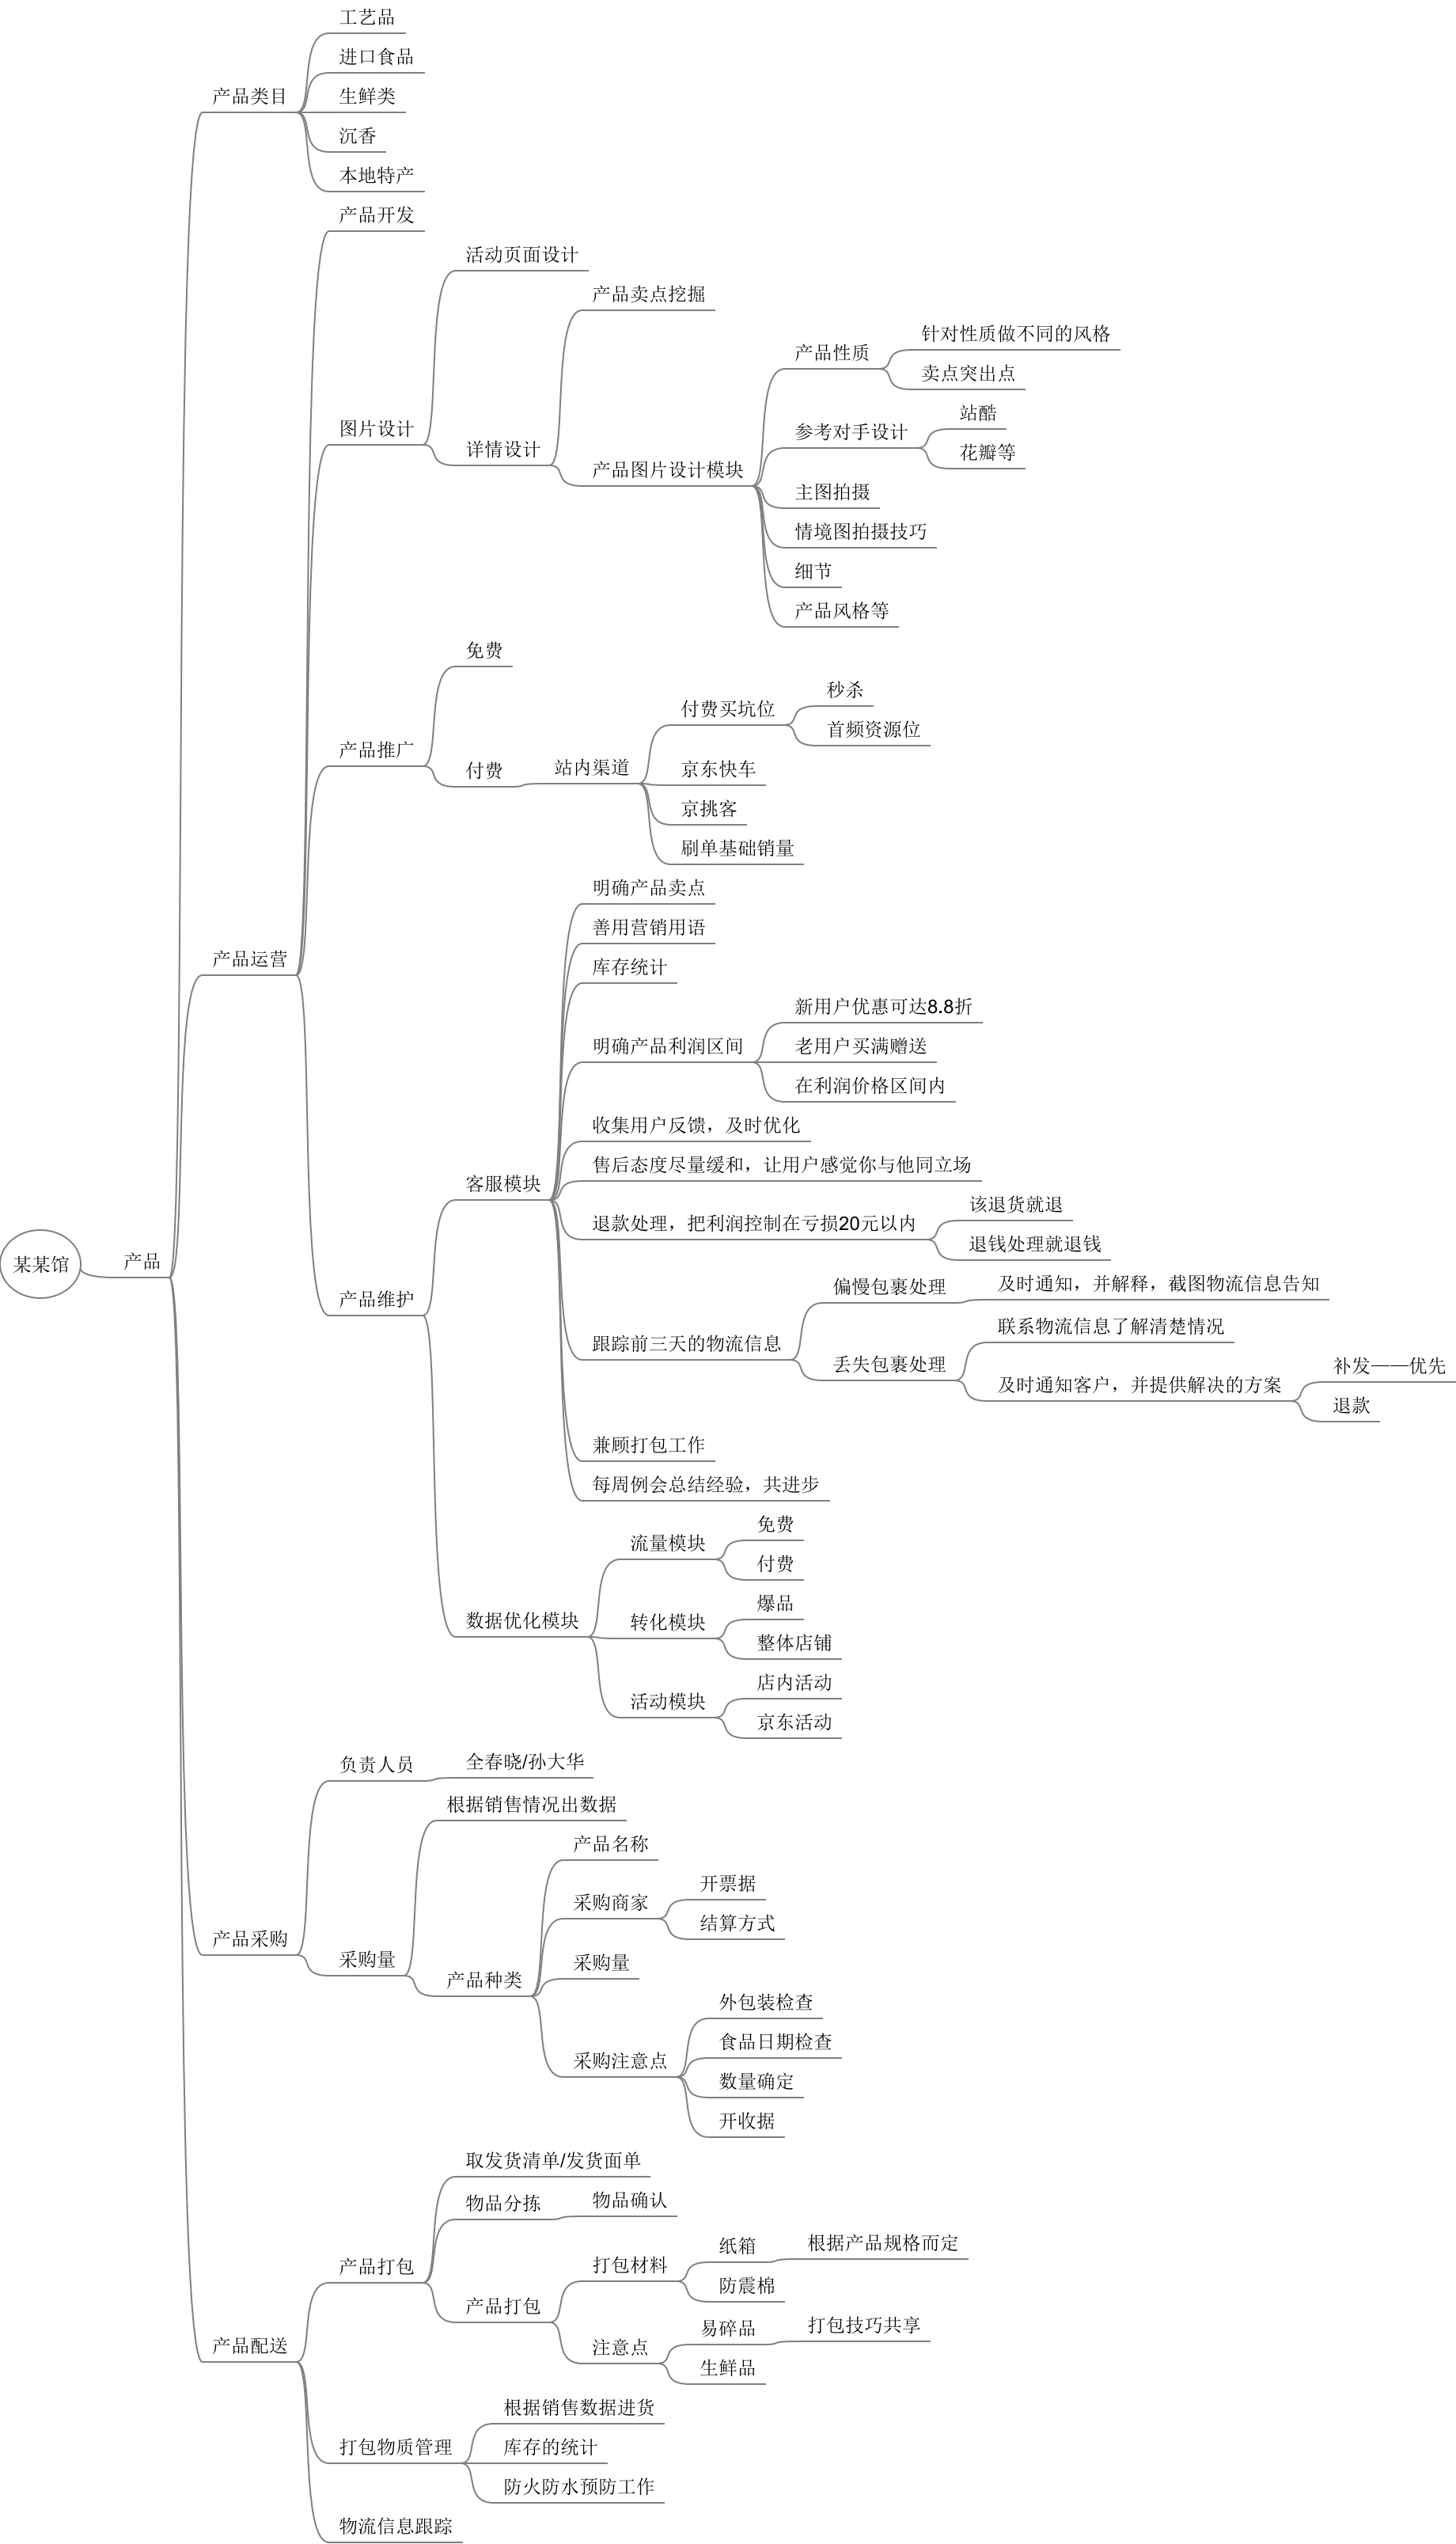 工艺品
进口食品
产品类目
生鲜类
沉香
本地特产
产品开发
活动页面设计
产品卖点挖掘
针对性质做不同的风格
产品性质
卖点突出点
站酷
图片设计
参考对手设计
详情设计
花瓣等
产品图片设计模块
主图拍摄
情境图拍摄技巧
细节
产品风格等
免费
秒杀
付费买坑位
首频资源位
产品推广
付费
站内渠道
京东快车
京挑客
刷单基础销量
明确产品卖点
善用营销用语
产品运营
库存统计
新用户优惠可达8.8折
明确产品利润区间
老用户买满赠送
在利润价格区间内
收集用户反馈，及时优化
售后态度尽量缓和，让用户感觉你与他同立场
客服模块
该退货就退
退款处理，把利润控制在亏损20元以内
退钱处理就退钱
某某馆
产品
偏慢包裹处理
及时通知，并解释，截图物流信息告知
产品维护
联系物流信息了解清楚情况
跟踪前三天的物流信息
丢失包裹处理
补发——优先
及时通知客户，并提供解决的方案
退款
兼顾打包工作
每周例会总结经验，共进步
免费
流量模块
付费
爆品
数据优化模块
转化模块
整体店铺
店内活动
活动模块
京东活动
负责人员
全春晓/孙大华
根据销售情况出数据
产品名称
开票据
采购商家
结算方式
产品采购
采购量
采购量
产品种类
外包装检查
食品日期检查
采购注意点
数量确定
开收据
取发货清单/发货面单
物品分拣
物品确认
纸箱
根据产品规格而定
产品打包
打包材料
防震棉
产品打包
易碎品
打包技巧共享
产品配送
注意点
生鲜品
根据销售数据进货
打包物质管理
库存的统计
防火防水预防工作
物流信息跟踪